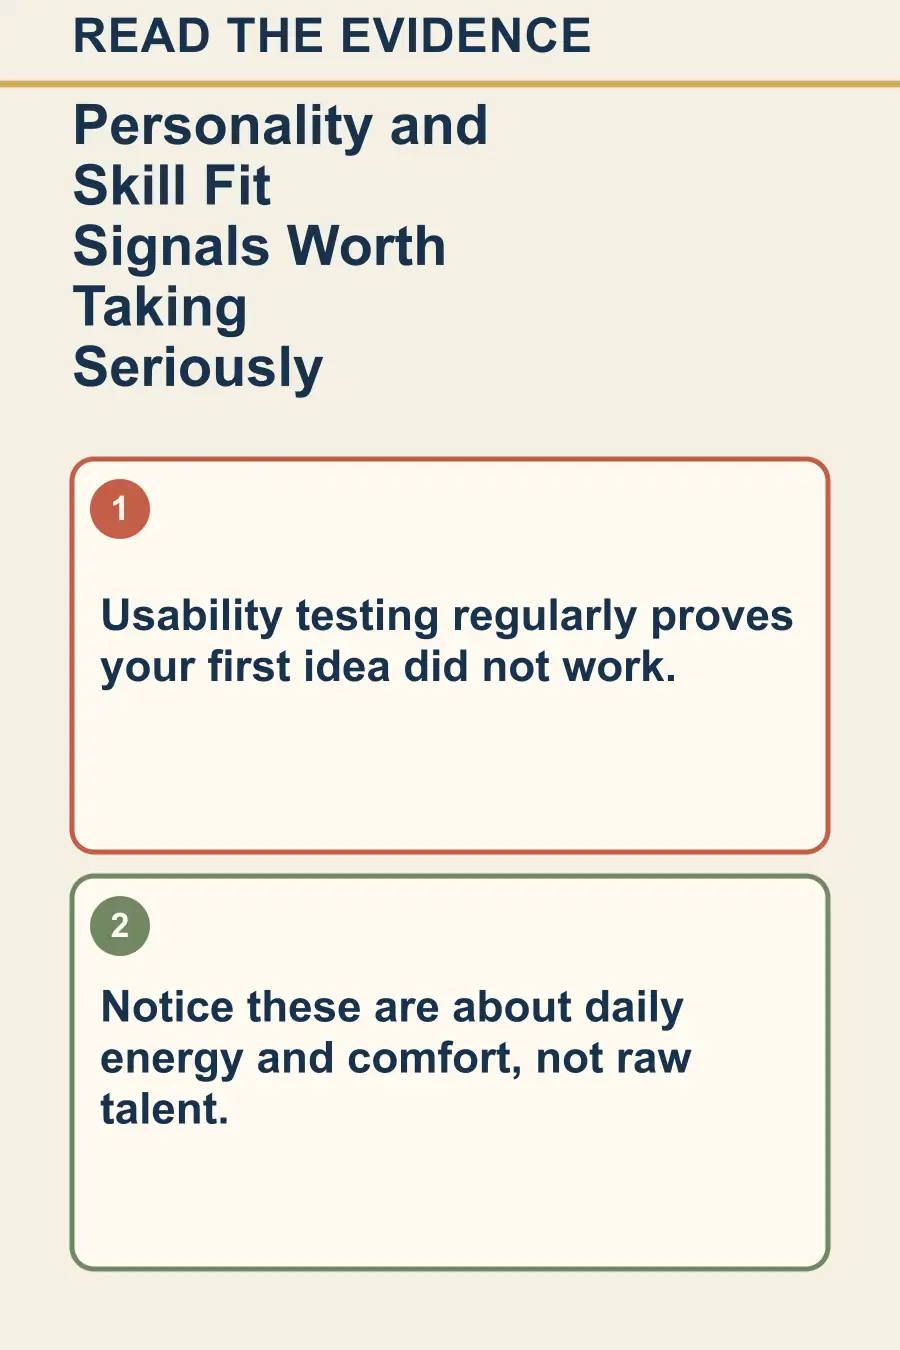 READ THE EVIDENCE
Personality and
Skill Fit
Signals Worth
Taking
Seriously
1
Usability testing regularly proves
your first idea did not work.
2
Notice these are about daily
energy and comfort, not raw
talent.